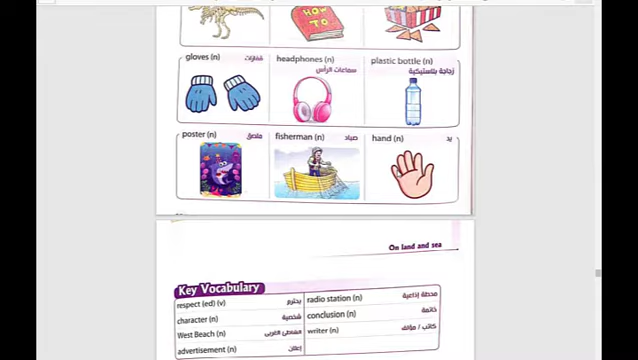 HOW TO
gloves (n) قفازات
headphones (n) سماعات الرأس
plastic bottle (n) زجاجة بلاستيكية
poster (n) ملصق
fisherman (n) صياد
hand (n) يد
On land and sea
Key Vocabulary
respect (ed) (v) يحترم
radio station (n) محطة إذاعية
character (n) شخصية
conclusion (n) خاتمة
West Beach (n) الشاطئ الغربى
writer (n) كاتب / مؤلف
advertisement (n) إعلان